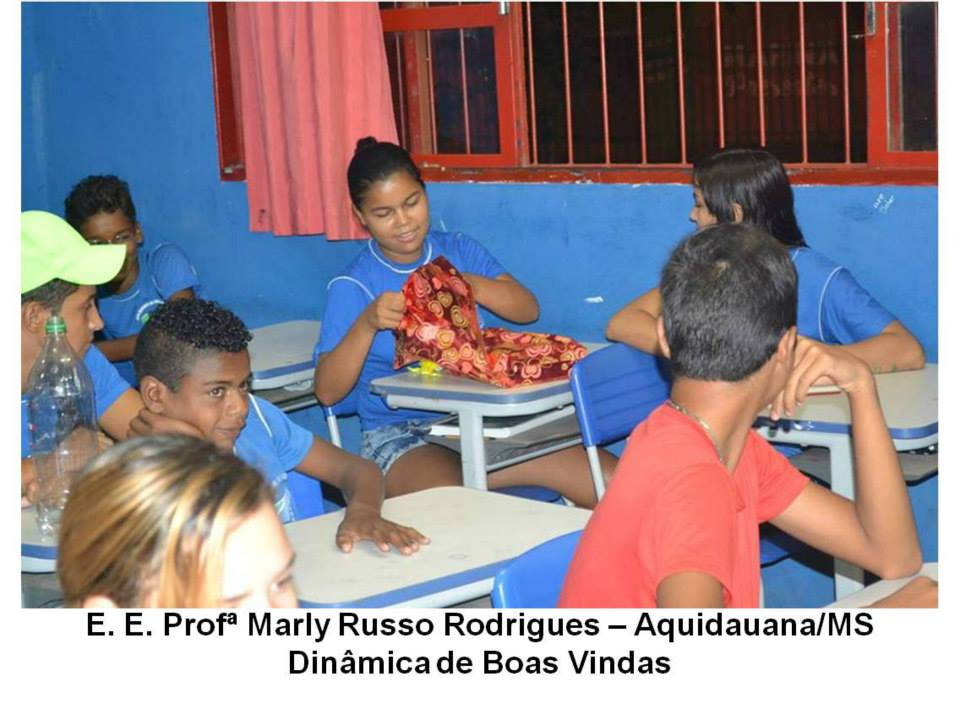 E. E. Profª Marly Russo Rodrigues – Aquidauana/MS
Dinâmica de Boas Vindas